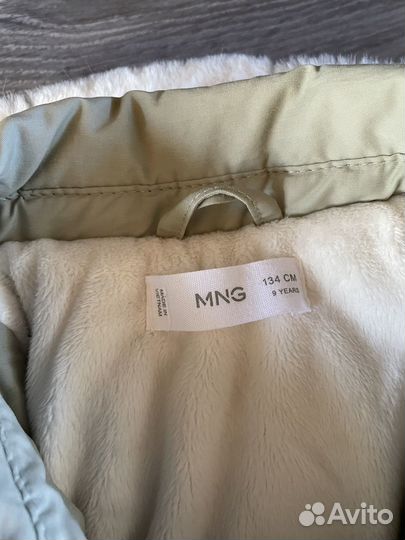 MADE IN
VIETNAM
MNG
134 CM
9 YEARS
Avito